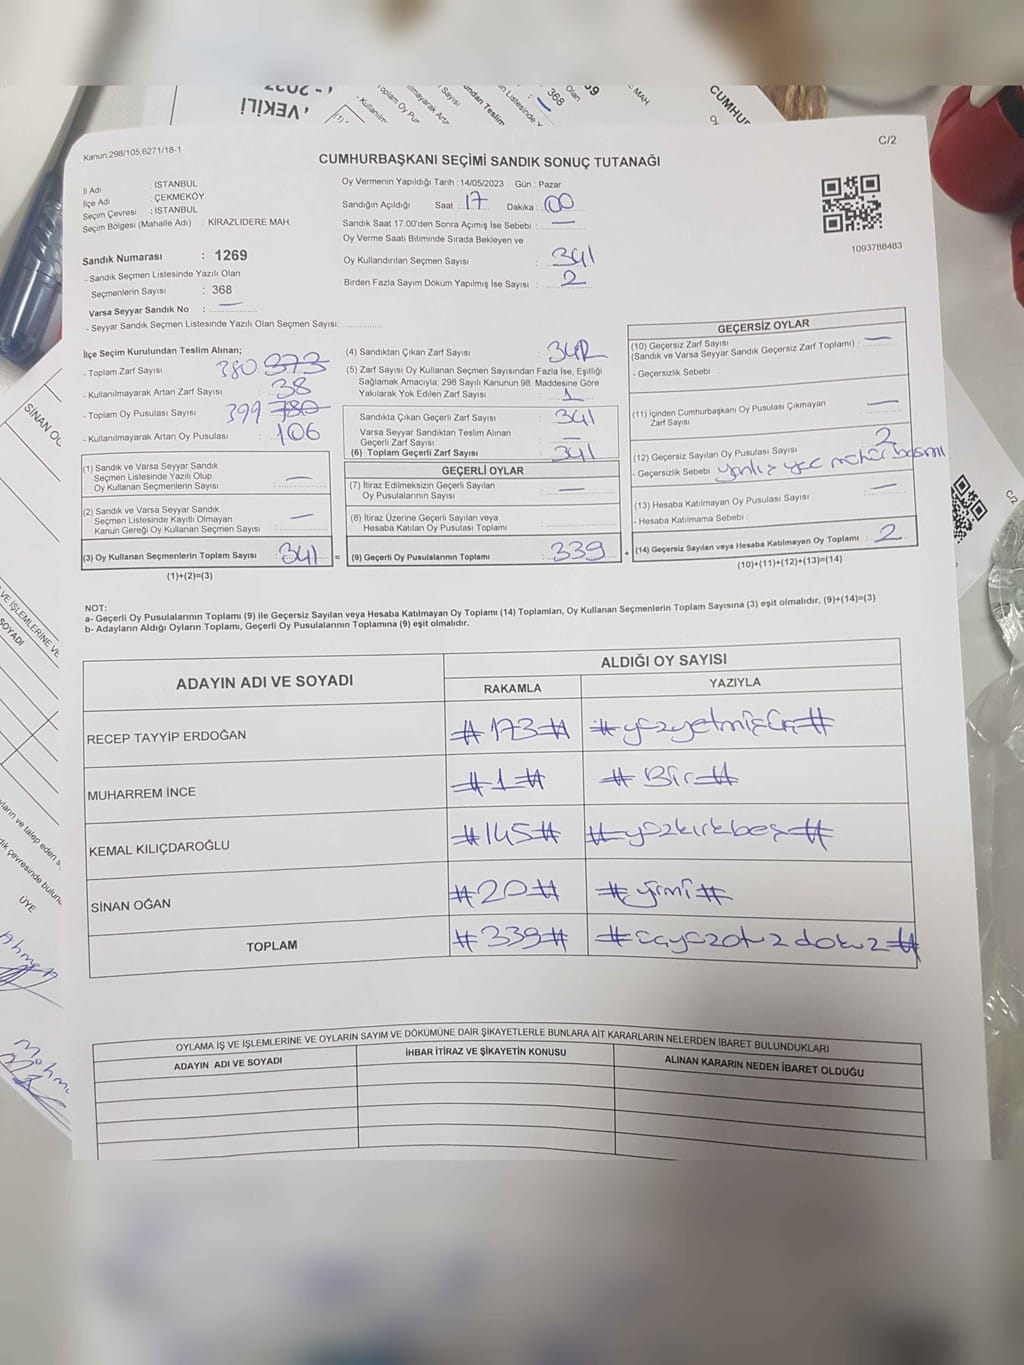 Kanun,298/105,6271/18-1
C/2
CUMHURBAŞKANI SEÇİMİ SANDIK SONUÇ TUTANAĞI
İl Adı : İSTANBUL
İlçe Adı : ÇEKMEKÖY
Seçim Çevresi : İSTANBUL
Seçim Bölgesi (Mahalle Adı) : KİRAZLIDERE MAH.
Oy Vermenin Yapıldığı Tarih : 14/05/2023 Gün : Pazar
Sandığın Açıldığı Saat : 17 Dakika : 00
Sandık Saat 17.00'den Sonra Açımış İse Sebebi : —
Oy Verme Saati Bitiminde Sırada Bekleyen ve
Oy Kullandırılan Seçmen Sayısı : 341
Birden Fazla Sayım Döküm Yapılmış İse Sayısı : 2
1093788483
Sandık Numarası : 1269
- Sandık Seçmen Listesinde Yazılı Olan
Seçmenlerin Sayısı : 368
Varsa Seyyar Sandık No : —
- Seyyar Sandık Seçmen Listesinde Yazılı Olan Seçmen Sayısı:
İlçe Seçim Kurulundan Teslim Alınan;
- Toplam Zarf Sayısı : 380 373
- Kullanılmayarak Artan Zarf Sayısı : 38
- Toplam Oy Pusulası Sayısı : 399 780
- Kullanılmayarak Artan Oy Pusulası : 106
(1) Sandık ve Varsa Seyyar Sandık
Seçmen Listesinde Yazılı Olup
Oy Kullanan Seçmenlerin Sayısı : —
(2) Sandık ve Varsa Seyyar Sandık
Seçmen Listesinde Kayıtlı Olmayan
Kanun Gereği Oy Kullanan Seçmen Sayısı : —
(3) Oy Kullanan Seçmenlerin Toplam Sayısı : 341 =
(1)+(2)=(3)
(4) Sandıktan Çıkan Zarf Sayısı : 342
(5) Zarf Sayısı Oy Kullanan Seçmen Sayısından Fazla İse, Eşitliği
Sağlamak Amacıyla, 298 Sayılı Kanunun 98. Maddesine Göre
Yakılarak Yok Edilen Zarf Sayısı : 1
Sandıkta Çıkan Geçerli Zarf Sayısı : 341
Varsa Seyyar Sandıktan Teslim Alınan
Geçerli Zarf Sayısı : —
(6) Toplam Geçerli Zarf Sayısı : 341
GEÇERLİ OYLAR
(7) İtiraz Edilmeksizin Geçerli Sayılan
Oy Pusulalarının Sayısı : —
(8) İtiraz Üzerine Geçerli Sayılan veya
Hesaba Katılan Oy Pusulası Toplamı :
(9) Geçerli Oy Pusulalarının Toplamı : 339 +
GEÇERSİZ OYLAR
(10) Geçersiz Zarf Sayısı
(Sandık ve Varsa Seyyar Sandık Geçersiz Zarf Toplamı) : —
- Geçersizlik Sebebi :
(11) İçinden Cumhurbaşkanı Oy Pusulası Çıkmayan
Zarf Sayısı : —
(12) Geçersiz Sayılan Oy Pusulası Sayısı : 2
- Geçersizlik Sebebi yanlız yec mühür basımı
(13) Hesaba Katılmayan Oy Pusulası Sayısı : —
- Hesaba Katılmama Sebebi :
(14) Geçersiz Sayılan veya Hesaba Katılmayan Oy Toplamı : 2
(10)+(11)+(12)+(13)=(14)
NOT:
a- Geçerli Oy Pusulalarının Toplamı (9) ile Geçersiz Sayılan veya Hesaba Katılmayan Oy Toplamı (14) Toplamları, Oy Kullanan Seçmenlerin Toplam Sayısına (3) eşit olmalıdır. (9)+(14)=(3)
b- Adayların Aldığı Oyların Toplamı, Geçerli Oy Pusulalarının Toplamına (9) eşit olmalıdır.
ADAYIN ADI VE SOYADI
ALDIĞI OY SAYISI
RAKAMLA YAZIYLA
RECEP TAYYİP ERDOĞAN #173# #yüzyetmişüç#
MUHARREM İNCE #1# #Bir#
KEMAL KILIÇDAROĞLU #145# #yüzkırkbeş#
SİNAN OĞAN #20# #yirmi#
TOPLAM #339# #üçyüzotuzdokuz#
OYLAMA İŞ VE İŞLEMLERİNE VE OYLARIN SAYIM VE DÖKÜMÜNE DAİR ŞİKAYETLERLE BUNLARA AİT KARARLARIN NELERDEN İBARET BULUNDUKLARI
ADAYIN ADI VE SOYADI
İHBAR İTİRAZ VE ŞİKAYETİN KONUSU
ALINAN KARARIN NEDEN İBARET OLDUĞU